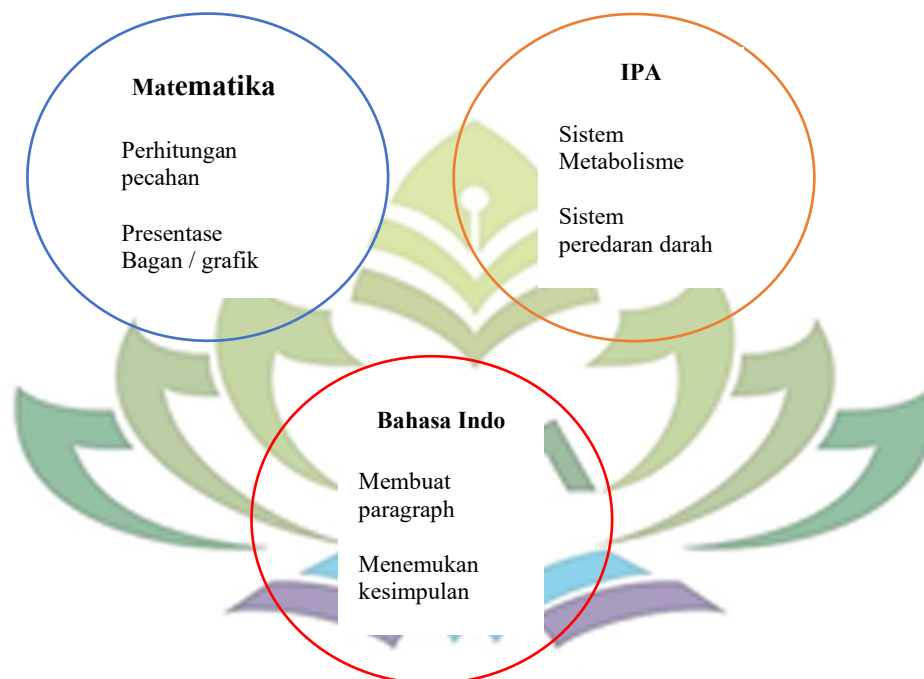 Matematika
Perhitungan
pecahan
Presentase
Bagan / grafik
IPA
Sistem
Metabolisme
Sistem
peredaran darah
Bahasa Indo
Membuat
paragraph
Menemukan
kesimpulan